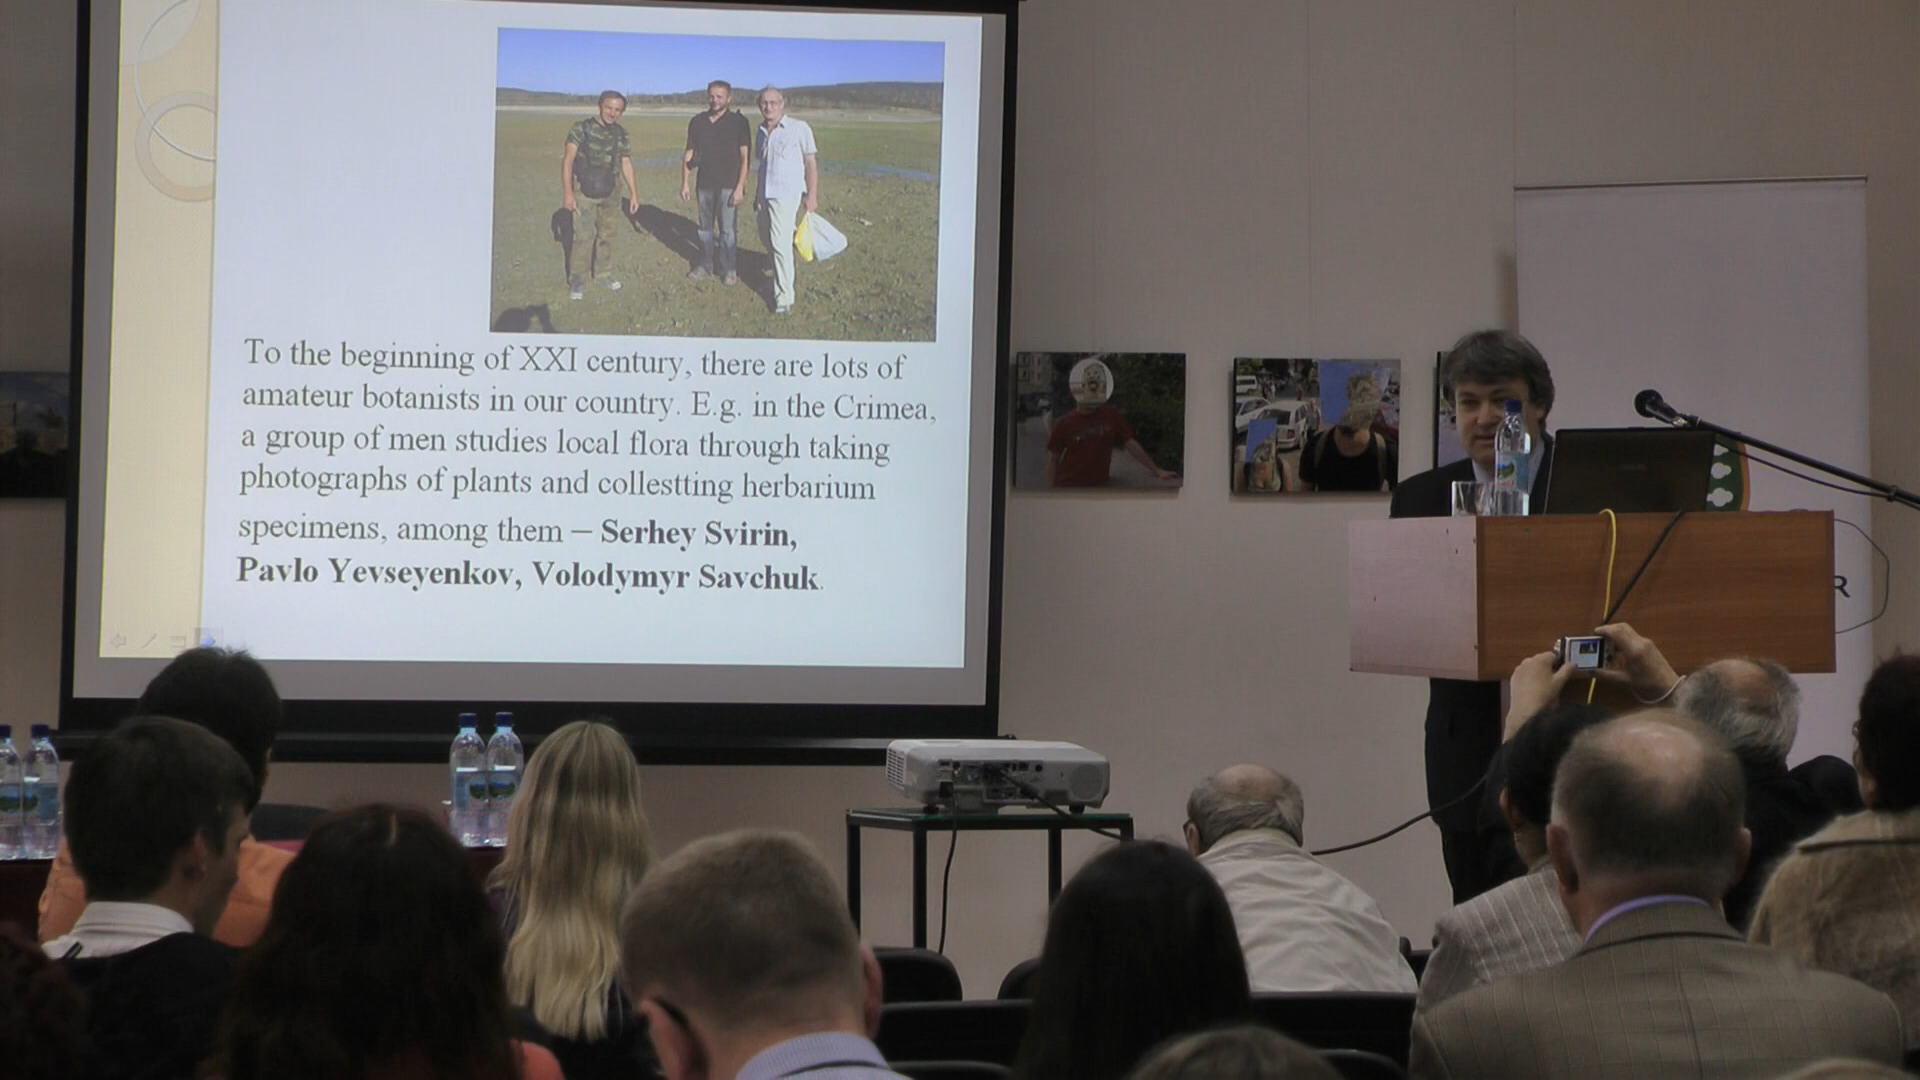 To the beginning of XXI century, there are lots of
amateur botanists in our country. E.g. in the Crimea,
a group of men studies local flora through taking
photographs of plants and collestting herbarium
specimens, among them – Serhey Svirin,
Pavlo Yevseyenkov, Volodymyr Savchuk.
R